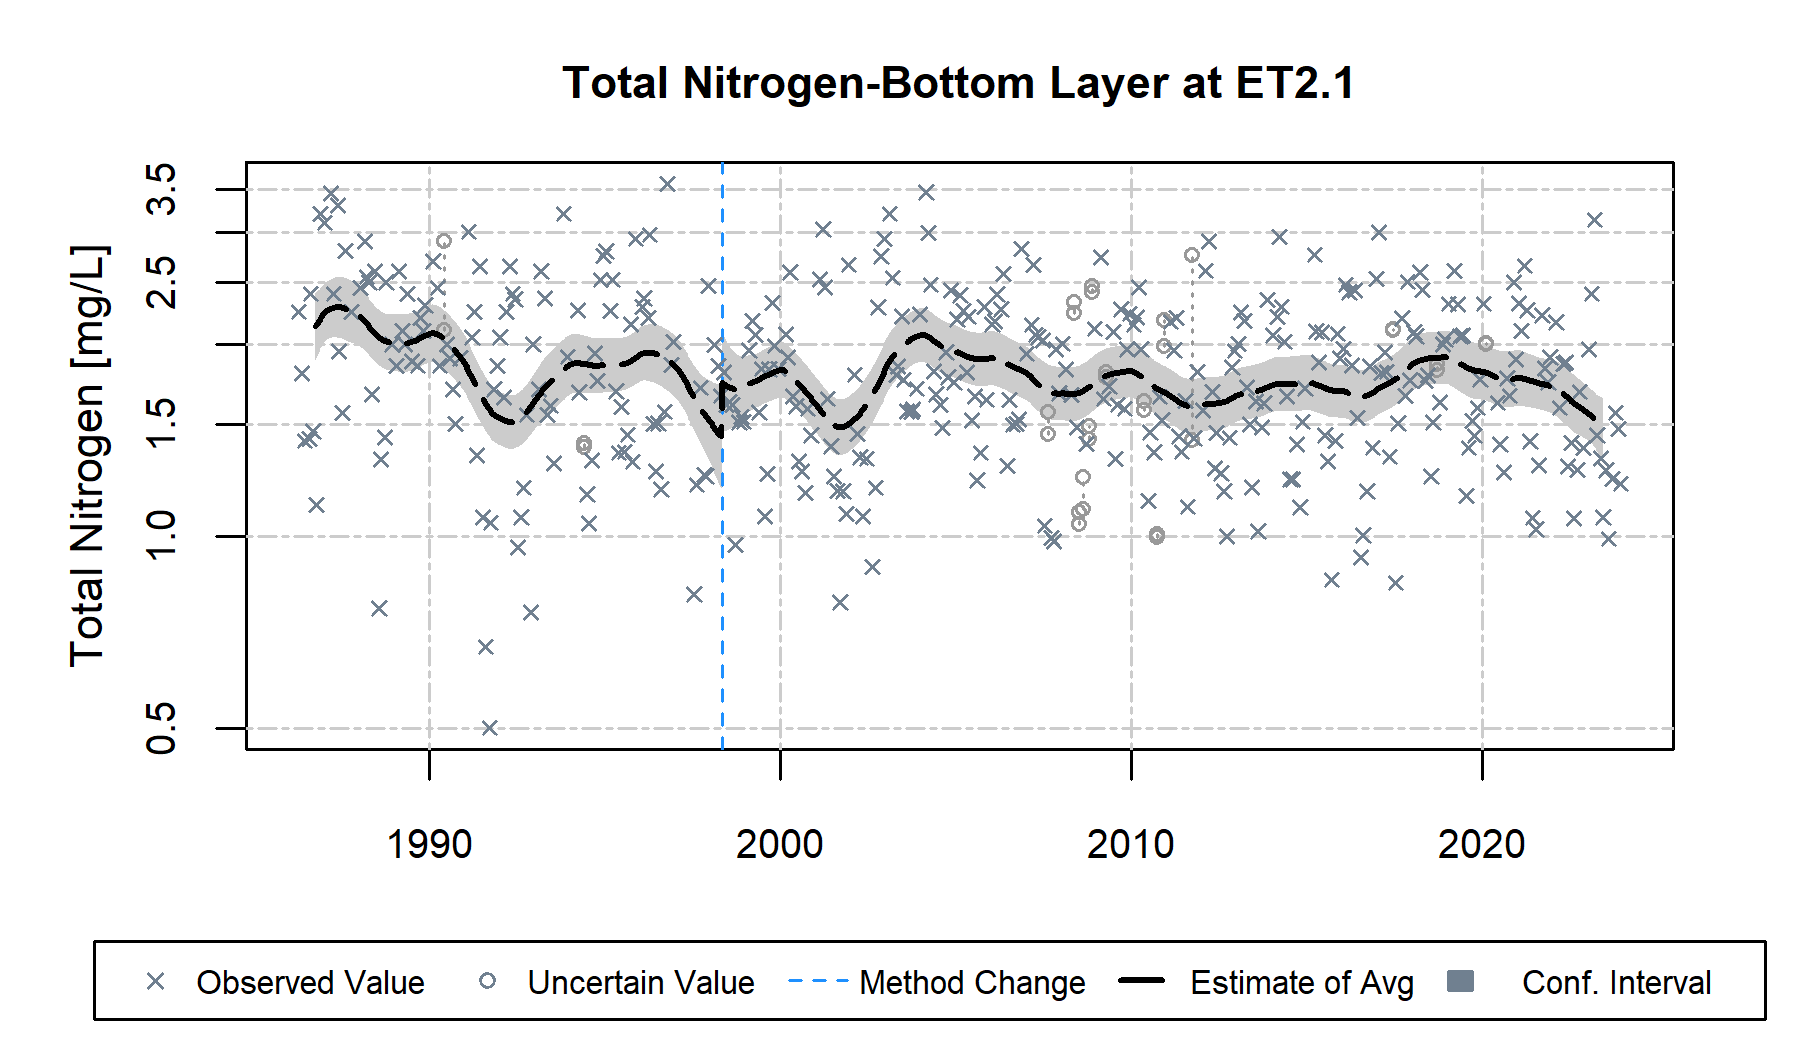 Total Nitrogen-Bottom Layer at ET2.1
Total Nitrogen [mg/L]
3.5
2.5
1.5
1.0
0.5
1990 2000 2010 2020
Observed Value Uncertain Value Method Change Estimate of Avg Conf. Interval